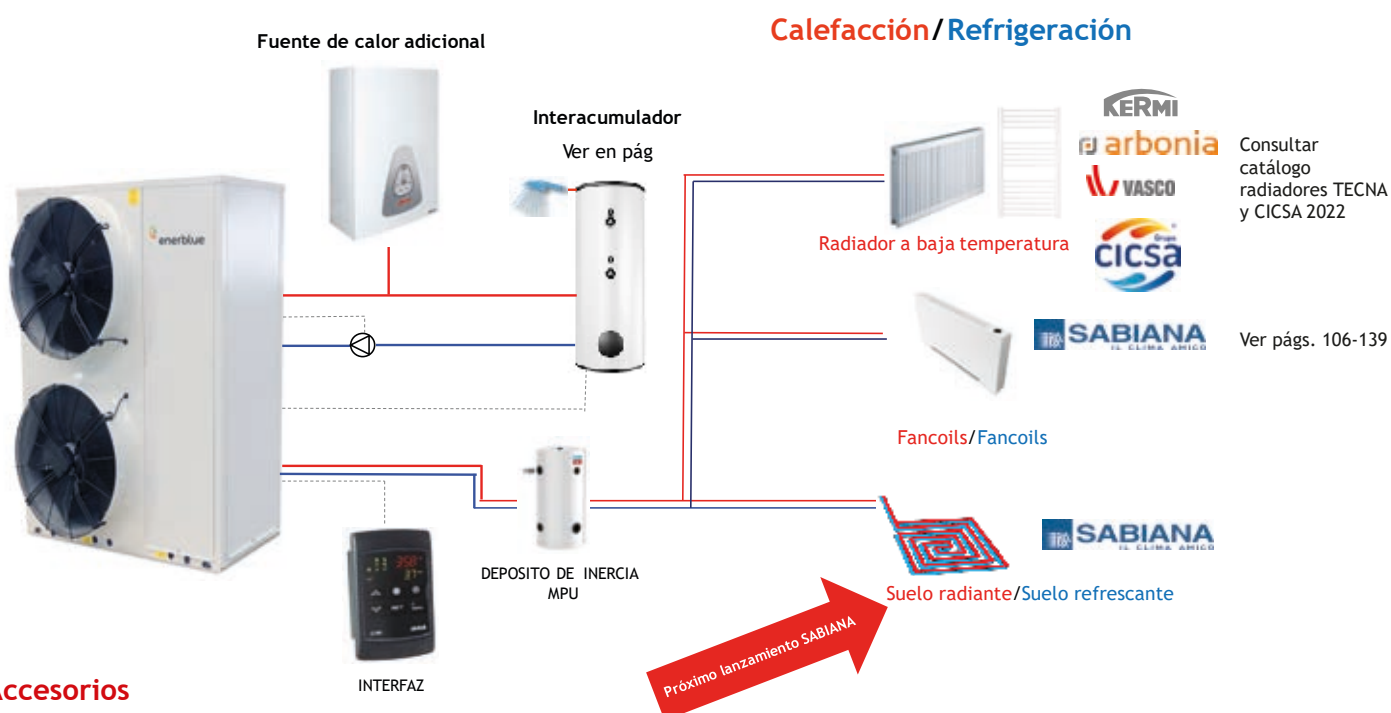 Calefacción/Refrigeración
Fuente de calor adicional
Interacumulador
Ver en pág
enerblue
KERMI
arbonia
VASCO
Grupo
CICSA
Consultar
catálogo
radiadores TECNA
y CICSA 2022
Radiador a baja temperatura
SABIANA
IL CLIMA AMICO
Ver págs. 106-139
Fancoils/Fancoils
SABIANA
IL CLIMA AMICO
Suelo radiante/Suelo refrescante
DEPOSITO DE INERCIA
MPU
Próximo lanzamiento SABIANA
INTERFAZ
Accesorios